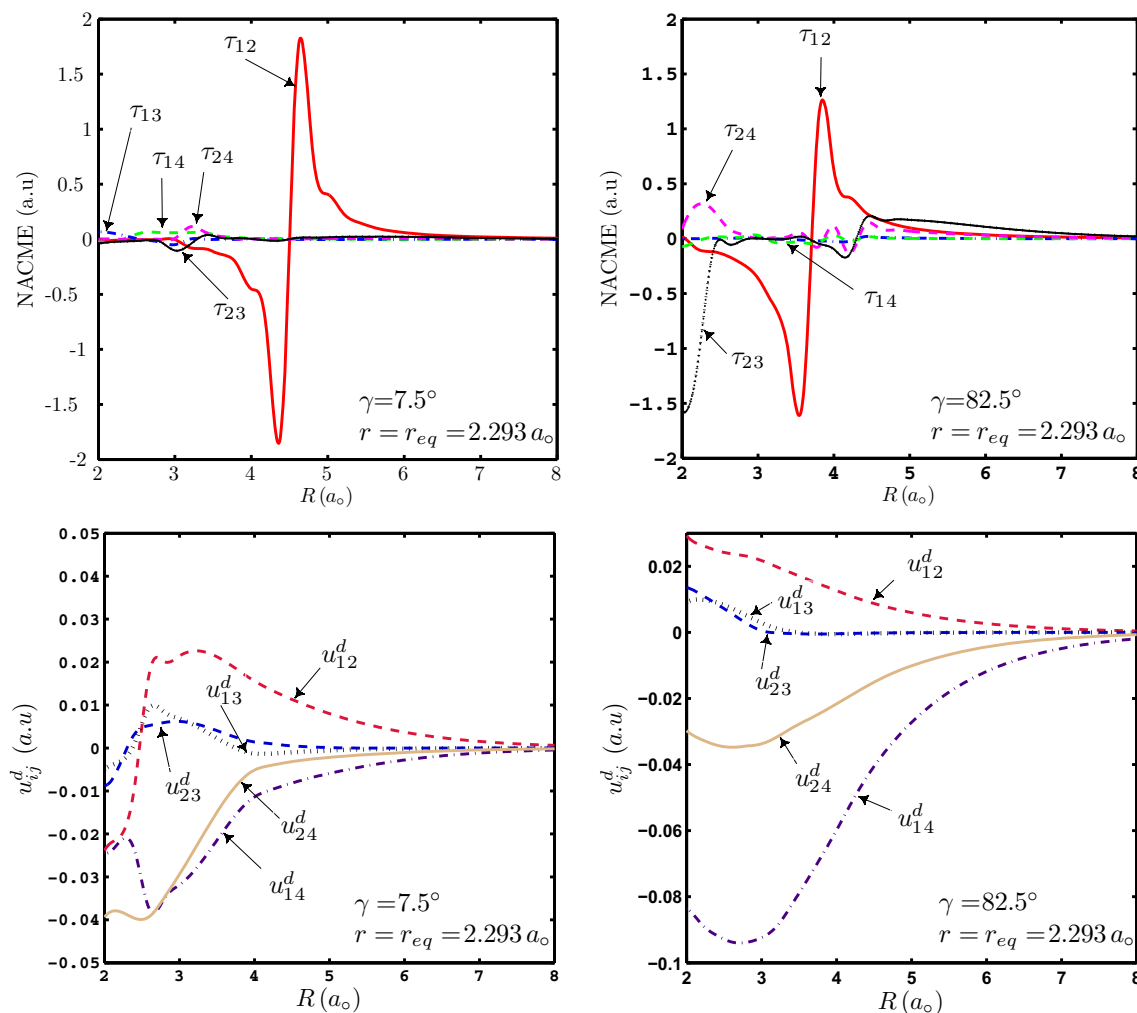 2
1.5
1
0.5
0
-0.5
-1
-1.5
-2
NACME (a.u)
τ12
τ13
τ14
τ24
τ23
γ=7.5°
r = r_eq =2.293 a∘
2 3 4 5 6 7 8
R (a∘)
2
1.5
1
0.5
0
-0.5
-1
-1.5
-2
NACME (a.u)
τ12
τ24
τ14
τ23
γ=82.5°
r = r_eq =2.293 a∘
2 3 4 5 6 7 8
R (a∘)
0.05
0.04
0.03
0.02
0.01
0
-0.01
-0.02
-0.03
-0.04
-0.05
u^d_ij (a.u)
u^d_12
u^d_13
u^d_23
u^d_24
u^d_14
γ =7.5°
r = r_eq =2.293 a∘
2 3 4 5 6 7 8
R (a∘)
0.02
0
-0.02
-0.04
-0.06
-0.08
-0.1
u^d_ij (a.u)
u^d_12
u^d_13
u^d_23
u^d_24
u^d_14
γ =82.5°
r = r_eq =2.293 a∘
2 3 4 5 6 7 8
R (a∘)